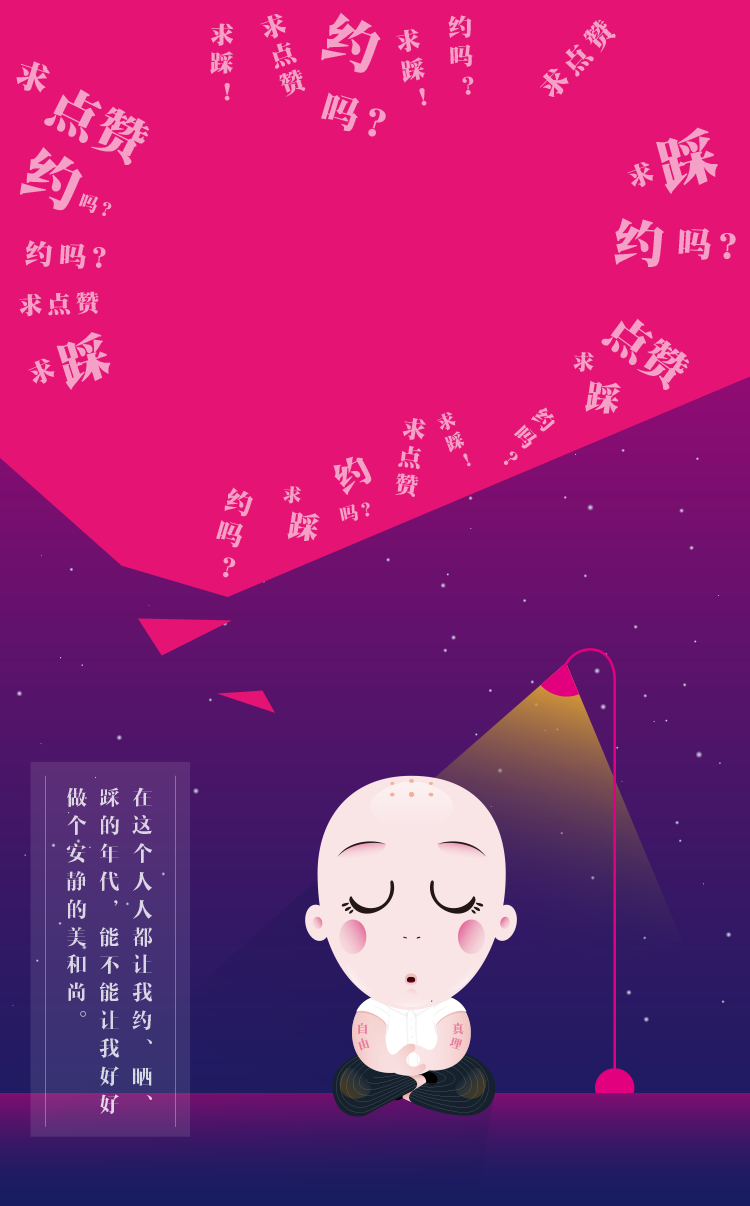 求踩！
求点赞
约
吗？
求踩！
约吗？
求点赞
求
点赞
约吗？
约吗？
求点赞
求踩
求踩
约吗？
点赞
求
踩
约吗？
求踩！
求点赞
约
吗？
求
踩
约吗？
在这个人人都让我约、晒、
踩的年代，能不能让我好好
做个安静的美和尚。
自由
真理